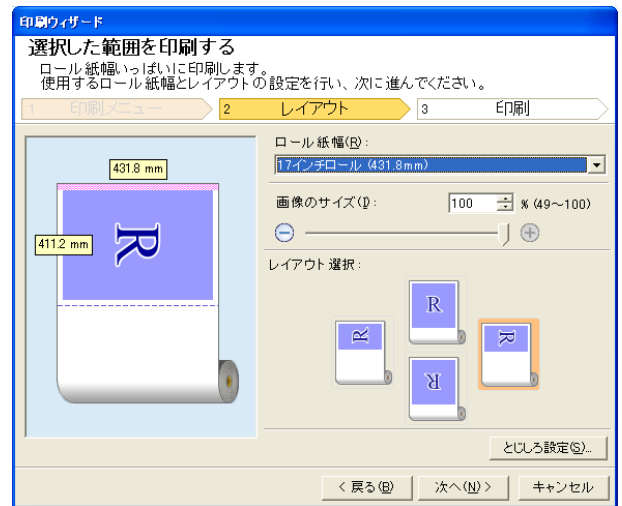 印刷ウィザード
選択した範囲を印刷する
ロール紙幅いっぱいに印刷します。
使用するロール紙幅とレイアウトの設定を行い、次に進んでください。
1 印刷メニュー 2 レイアウト 3 印刷
ロール紙幅(R):
17インチロール (431.8mm)
431.8 mm
画像のサイズ(I): 100 % (49～100)
411.2 mm
R
レイアウト選択:
R
R
R
R
とじしろ設定(S)...
< 戻る(B) 次へ(N) > キャンセル